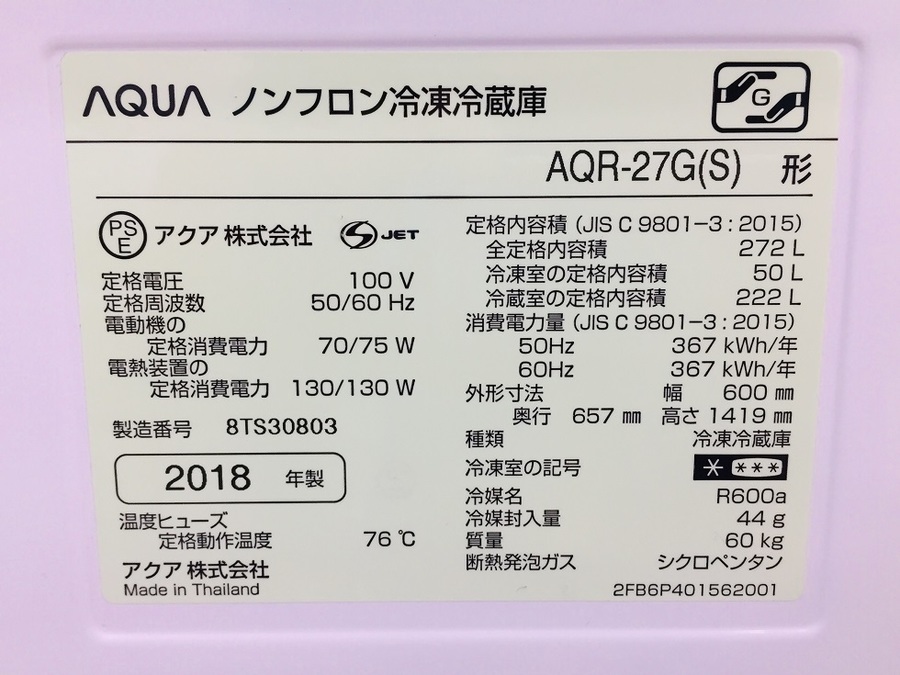 AQUA ノンフロン冷凍冷蔵庫
G
AQR-27G(S) 形
PS
E
アクア 株式会社
S JET
定格電圧 100 V
定格周波数 50/60 Hz
電動機の
定格消費電力 70/75 W
電熱装置の
定格消費電力 130/130 W
製造番号 8TS30803
2018 年製
温度ヒューズ
定格動作温度 76 ℃
アクア 株式会社
Made in Thailand
定格内容積 (JIS C 9801-3 : 2015)
全定格内容積 272 L
冷凍室の定格内容積 50 L
冷蔵室の定格内容積 222 L
消費電力量 (JIS C 9801-3 : 2015)
50Hz 367 kWh/年
60Hz 367 kWh/年
外形寸法 幅 600 ㎜
奥行 657 ㎜ 高さ 1419 ㎜
種類 冷凍冷蔵庫
冷凍室の記号 * ***
冷媒名 R600a
冷媒封入量 44 g
質量 60 kg
断熱発泡ガス シクロペンタン
2FB6P401562001